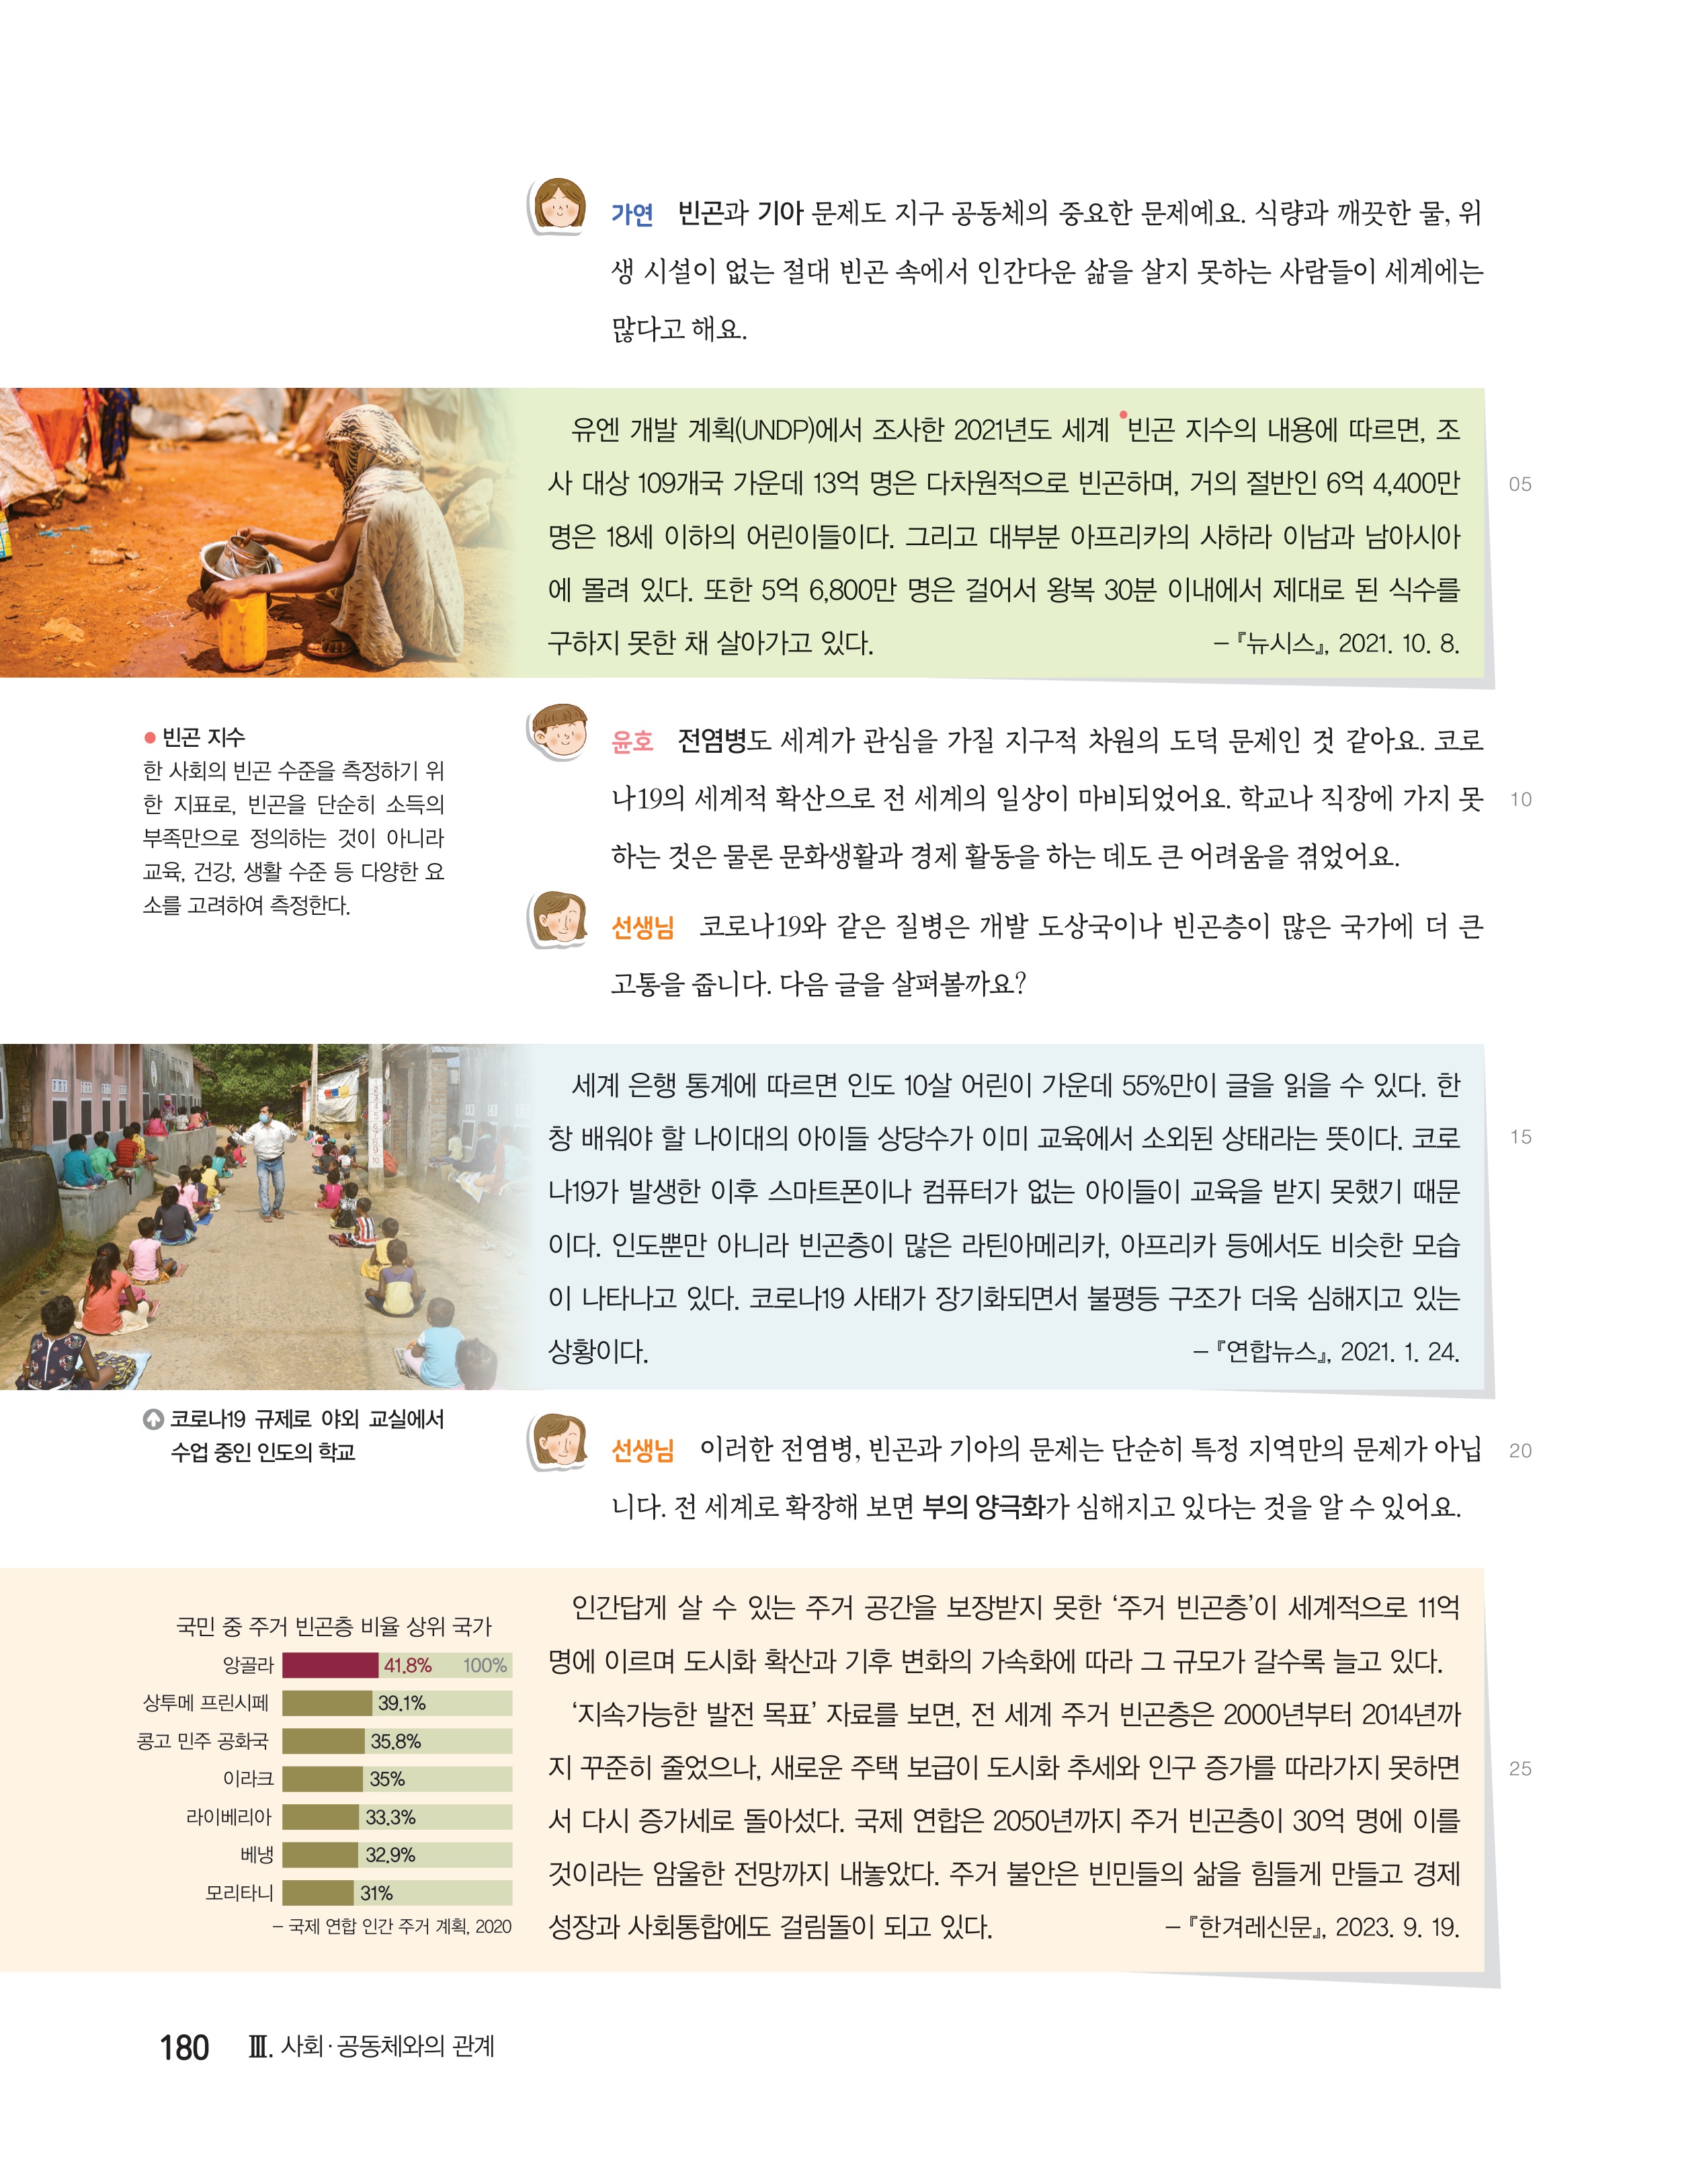 가연 빈곤과 기아 문제도 지구 공동체의 중요한 문제예요. 식량과 깨끗한 물, 위
생 시설이 없는 절대 빈곤 속에서 인간다운 삶을 살지 못하는 사람들이 세계에는
많다고 해요.
유엔 개발 계획(UNDP)에서 조사한 2021년도 세계 빈곤 지수의 내용에 따르면, 조
사 대상 109개국 가운데 13억 명은 다차원적으로 빈곤하며, 거의 절반인 6억 4,400만
05
명은 18세 이하의 어린이들이다. 그리고 대부분 아프리카의 사하라 이남과 남아시아
에 몰려 있다. 또한 5억 6,800만 명은 걸어서 왕복 30분 이내에서 제대로 된 식수를
구하지 못한 채 살아가고 있다. – 『뉴시스』, 2021. 10. 8.
● 빈곤 지수
한 사회의 빈곤 수준을 측정하기 위
한 지표로, 빈곤을 단순히 소득의
부족만으로 정의하는 것이 아니라
교육, 건강, 생활 수준 등 다양한 요
소를 고려하여 측정한다.
윤호 전염병도 세계가 관심을 가질 지구적 차원의 도덕 문제인 것 같아요. 코로
나19의 세계적 확산으로 전 세계의 일상이 마비되었어요. 학교나 직장에 가지 못
10
하는 것은 물론 문화생활과 경제 활동을 하는 데도 큰 어려움을 겪었어요.
선생님 코로나19와 같은 질병은 개발 도상국이나 빈곤층이 많은 국가에 더 큰
고통을 줍니다. 다음 글을 살펴볼까요?
세계 은행 통계에 따르면 인도 10살 어린이 가운데 55%만이 글을 읽을 수 있다. 한
창 배워야 할 나이대의 아이들 상당수가 이미 교육에서 소외된 상태라는 뜻이다. 코로
15
나19가 발생한 이후 스마트폰이나 컴퓨터가 없는 아이들이 교육을 받지 못했기 때문
이다. 인도뿐만 아니라 빈곤층이 많은 라틴아메리카, 아프리카 등에서도 비슷한 모습
이 나타나고 있다. 코로나19 사태가 장기화되면서 불평등 구조가 더욱 심해지고 있는
상황이다. – 『연합뉴스』, 2021. 1. 24.
코로나19 규제로 야외 교실에서
수업 중인 인도의 학교
선생님 이러한 전염병, 빈곤과 기아의 문제는 단순히 특정 지역만의 문제가 아닙
20
니다. 전 세계로 확장해 보면 부의 양극화가 심해지고 있다는 것을 알 수 있어요.
국민 중 주거 빈곤층 비율 상위 국가
앙골라 41.8% 100%
상투메 프린시페 39.1%
콩고 민주 공화국 35.8%
이라크 35%
라이베리아 33.3%
베냉 32.9%
모리타니 31%
– 국제 연합 인간 주거 계획, 2020
인간답게 살 수 있는 주거 공간을 보장받지 못한 ‘주거 빈곤층’이 세계적으로 11억
명에 이르며 도시화 확산과 기후 변화의 가속화에 따라 그 규모가 갈수록 늘고 있다.
‘지속가능한 발전 목표’ 자료를 보면, 전 세계 주거 빈곤층은 2000년부터 2014년까
지 꾸준히 줄었으나, 새로운 주택 보급이 도시화 추세와 인구 증가를 따라가지 못하면
25
서 다시 증가세로 돌아섰다. 국제 연합은 2050년까지 주거 빈곤층이 30억 명에 이를
것이라는 암울한 전망까지 내놓았다. 주거 불안은 빈민들의 삶을 힘들게 만들고 경제
성장과 사회통합에도 걸림돌이 되고 있다. – 『한겨레신문』, 2023. 9. 19.
180 Ⅲ. 사회·공동체와의 관계